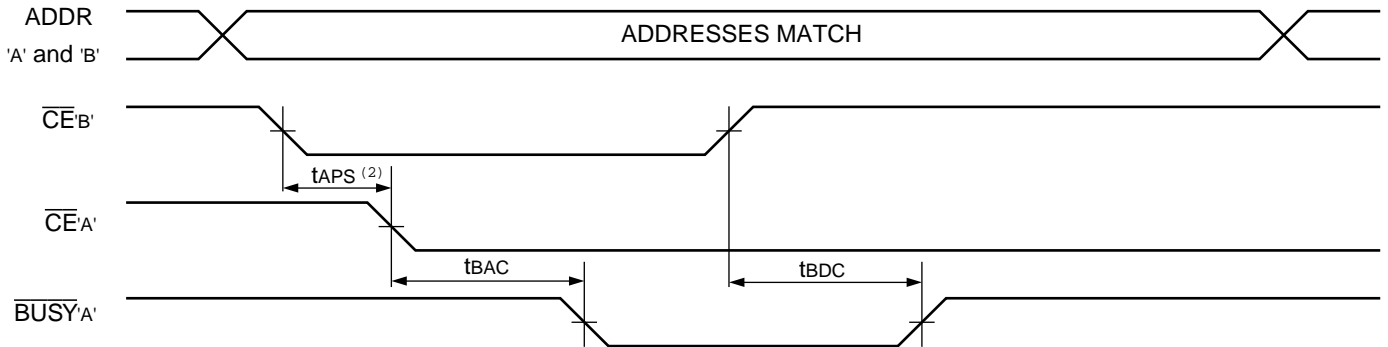 ADDR
'A' and 'B'
ADDRESSES MATCH
CE'B'
tAPS (2)
CE'A'
tBAC
tBDC
BUSY'A'